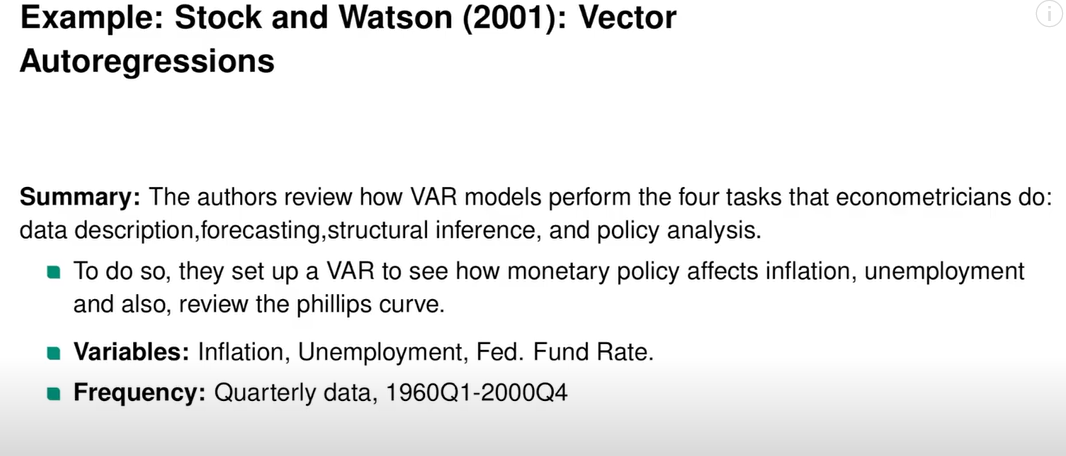 Example: Stock and Watson (2001): Vector
Autoregressions
Summary: The authors review how VAR models perform the four tasks that econometricians do:
data description,forecasting,structural inference, and policy analysis.
To do so, they set up a VAR to see how monetary policy affects inflation, unemployment
and also, review the phillips curve.
Variables: Inflation, Unemployment, Fed. Fund Rate.
Frequency: Quarterly data, 1960Q1-2000Q4